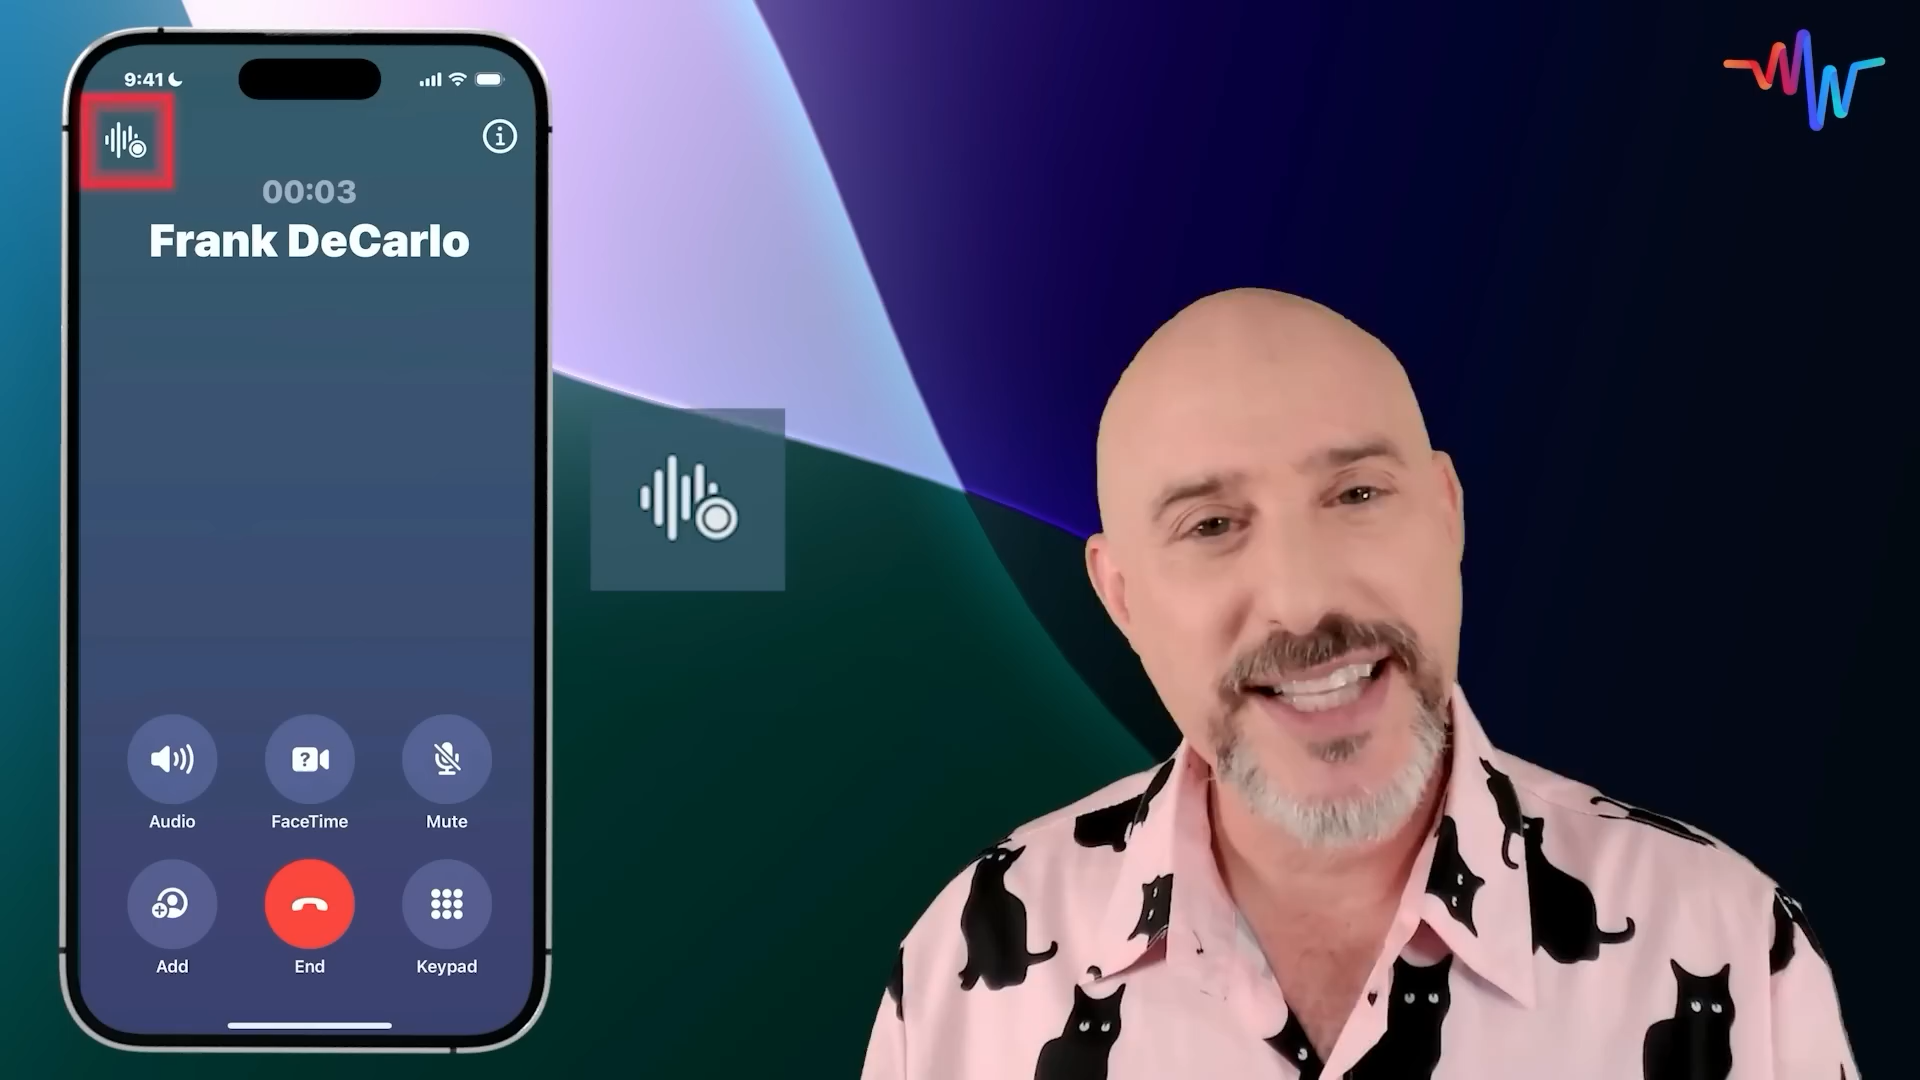 9:41
00:03
Frank DeCarlo
Audio
FaceTime
Mute
Add
End
Keypad